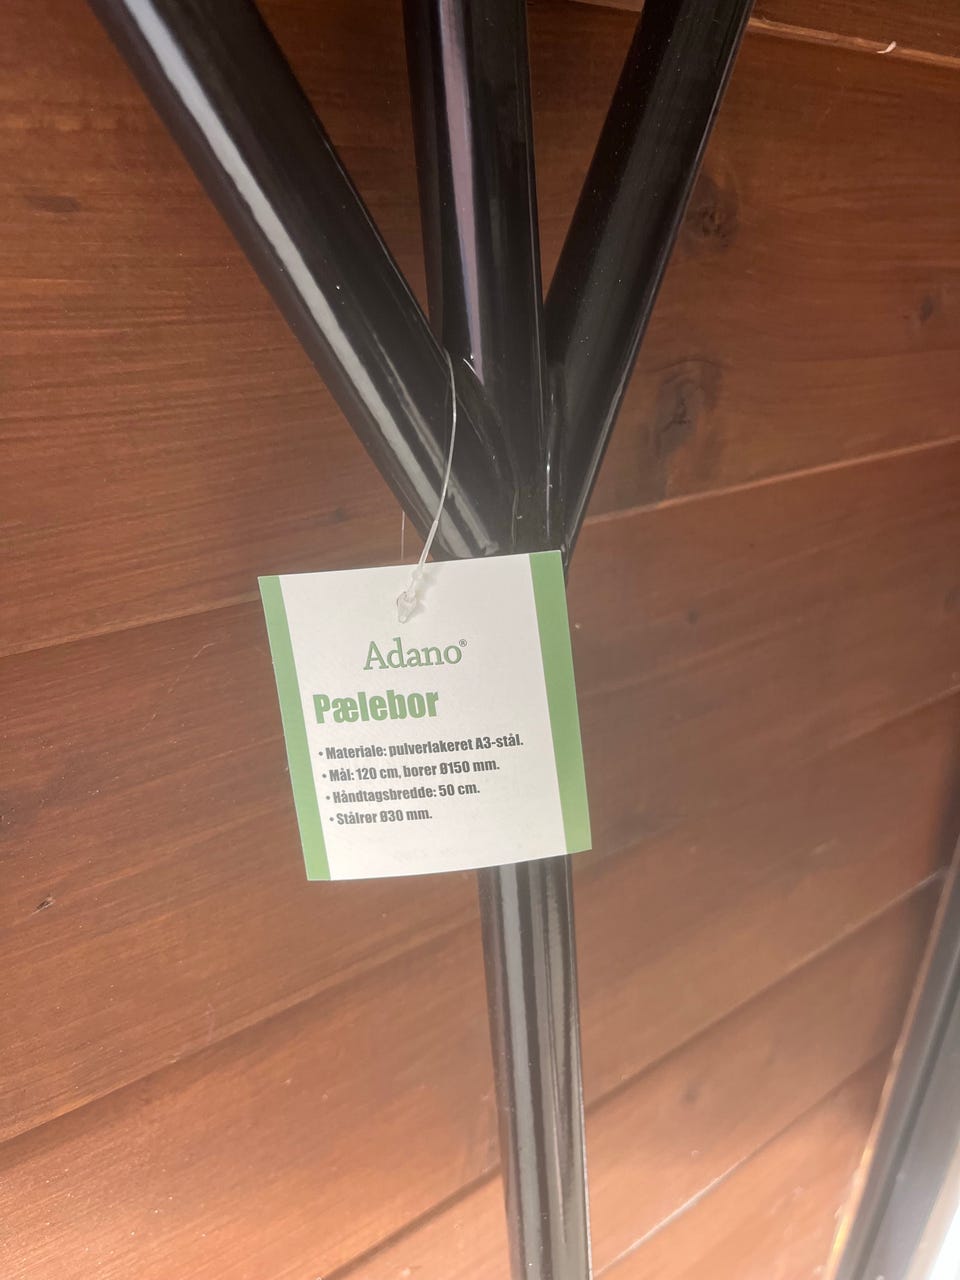 Adano®
Pælebor
• Materiale: pulverlakeret A3-stål.
• Mål: 120 cm, borer Ø150 mm.
• Håndtagsbredde: 50 cm.
• Stålrør Ø30 mm.